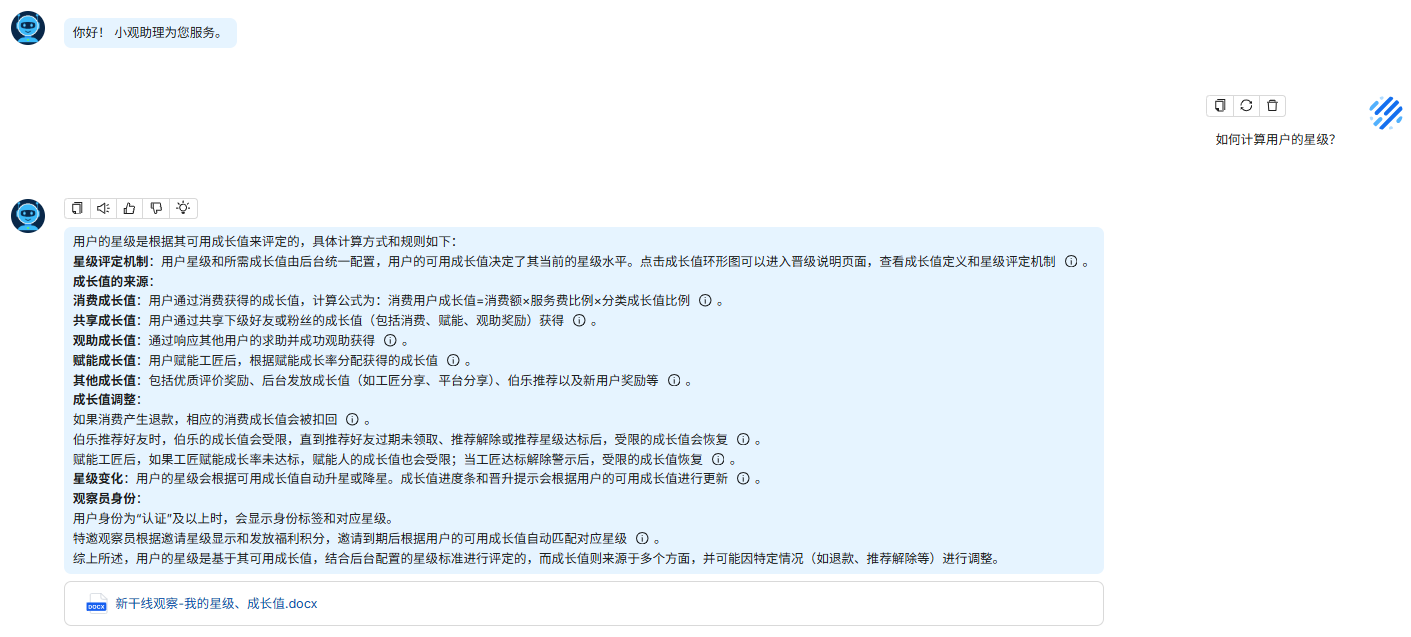 你好！ 小观助理为您服务。
如何计算用户的星级？
用户的星级是根据其可用成长值来评定的，具体计算方式和规则如下：
星级评定机制：用户星级和所需成长值由后台统一配置，用户的可用成长值决定了其当前的星级水平。点击成长值环形图可以进入晋级说明页面，查看成长值定义和星级评定机制 。
成长值的来源：
消费成长值：用户通过消费获得的成长值，计算公式为：消费用户成长值=消费额×服务费比例×分类成长值比例 。
共享成长值：用户通过共享下级好友或粉丝的成长值（包括消费、赋能、观助奖励）获得 。
观助成长值：通过响应其他用户的求助并成功观助获得 。
赋能成长值：用户赋能工匠后，根据赋能成长率分配获得的成长值 。
其他成长值：包括优质评价奖励、后台发放成长值（如工匠分享、平台分享）、伯乐推荐以及新用户奖励等 。
成长值调整：
如果消费产生退款，相应的消费成长值会被扣回 。
伯乐推荐好友时，伯乐的成长值会受限，直到推荐好友过期未领取、推荐解除或推荐星级达标后，受限的成长值会恢复 。
赋能工匠后，如果工匠赋能成长率未达标，赋能人的成长值也会受限；当工匠达标解除警示后，受限的成长值恢复 。
星级变化：用户的星级会根据可用成长值自动升星或降星。成长值进度条和晋升提示会根据用户的可用成长值进行更新 。
观察员身份：
用户身份为“认证”及以上时，会显示身份标签和对应星级。
特邀观察员根据邀请星级显示和发放福利积分，邀请到期后根据用户的可用成长值自动匹配对应星级 。
综上所述，用户的星级是基于其可用成长值，结合后台配置的星级标准进行评定的，而成长值则来源于多个方面，并可能因特定情况（如退款、推荐解除等）进行调整。
DOCX 新干线观察-我的星级、成长值.docx